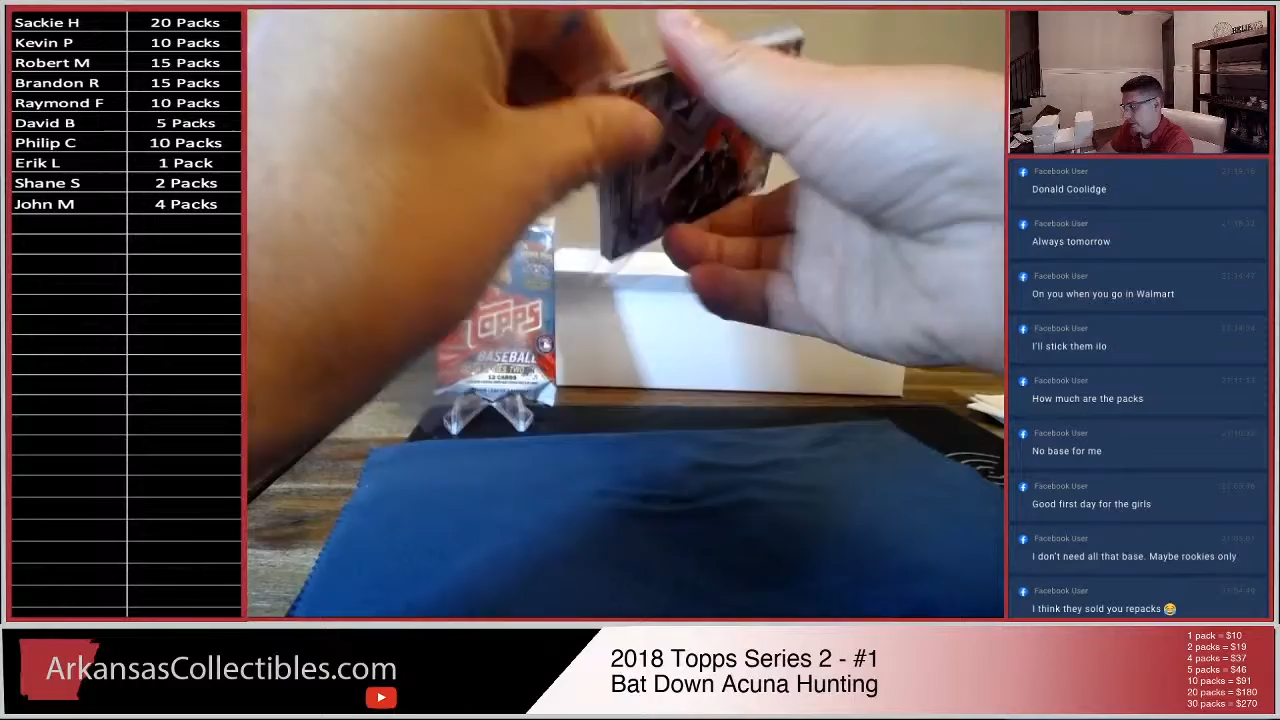 Sackie H 20 Packs
Kevin P 10 Packs
Robert M 15 Packs
Brandon R 15 Packs
Raymond F 10 Packs
David B 5 Packs
Philip C 10 Packs
Erik L 1 Pack
Shane S 2 Packs
John M 4 Packs
TOPPS
BASEBALL
Facebook User
Donald Coolidge
Facebook User
Always tomorrow
Facebook User
On you when you go in Walmart
Facebook User
I'll stick them ilo
Facebook User
How much are the packs
Facebook User
No base for me
Facebook User
Good first day for the girls
Facebook User
I don't need all that base. Maybe rookies only
Facebook User
I think they sold you repacks 😂
ArkansasCollectibles.com
2018 Topps Series 2 - #1
Bat Down Acuna Hunting
1 pack = $10
2 packs = $19
4 packs = $37
5 packs = $46
10 packs = $91
20 packs = $180
30 packs = $270